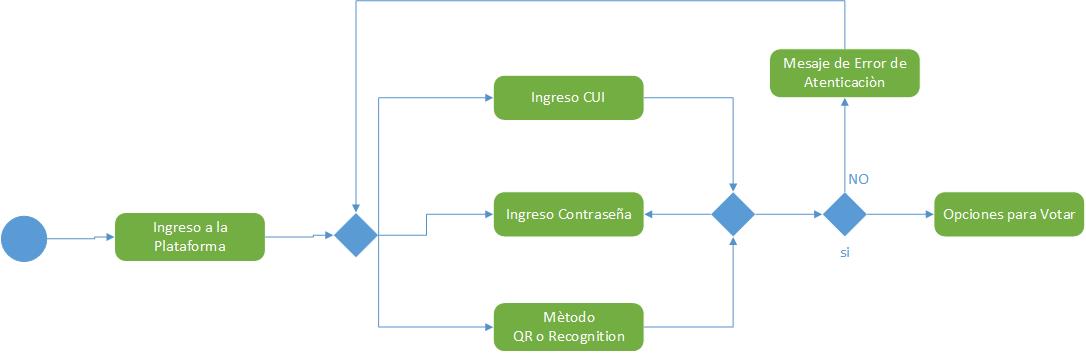 Ingreso a la
Plataforma
Ingreso CUI
Ingreso Contraseña
Mètodo
QR o Recognition
Mesaje de Error de
Atenticaciòn
NO
si
Opciones para Votar